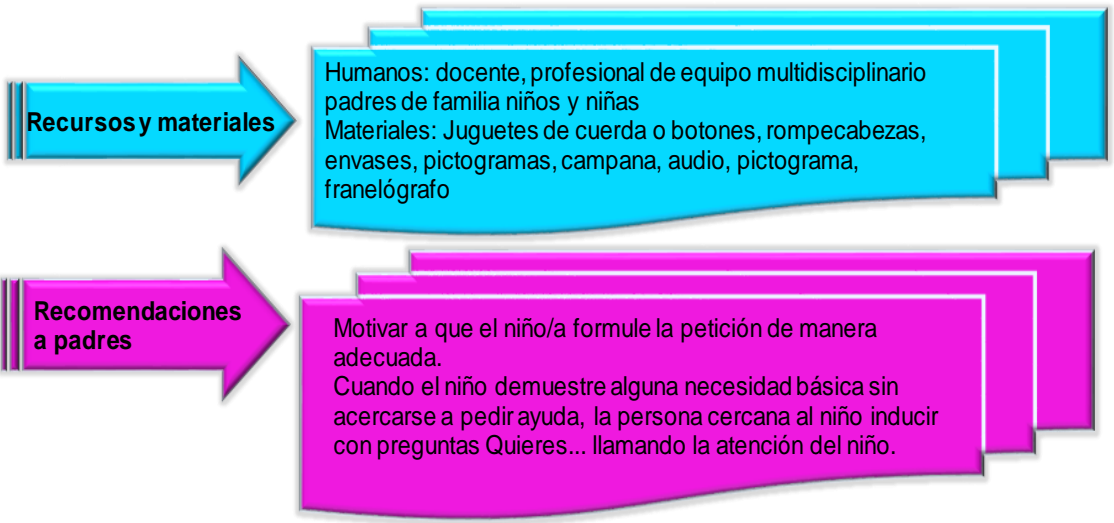 Recursos y materiales
Humanos: docente, profesional de equipo multidisciplinario
padres de familia niños y niñas
Materiales: Juguetes de cuerda o botones, rompecabezas,
envases, pictogramas, campana, audio, pictograma,
franelógrafo
Recomendaciones
a padres
Motivar a que el niño/a formule la petición de manera
adecuada.
Cuando el niño demuestre alguna necesidad básica sin
acercarse a pedir ayuda, la persona cercana al niño inducir
con preguntas Quieres... llamando la atención del niño.